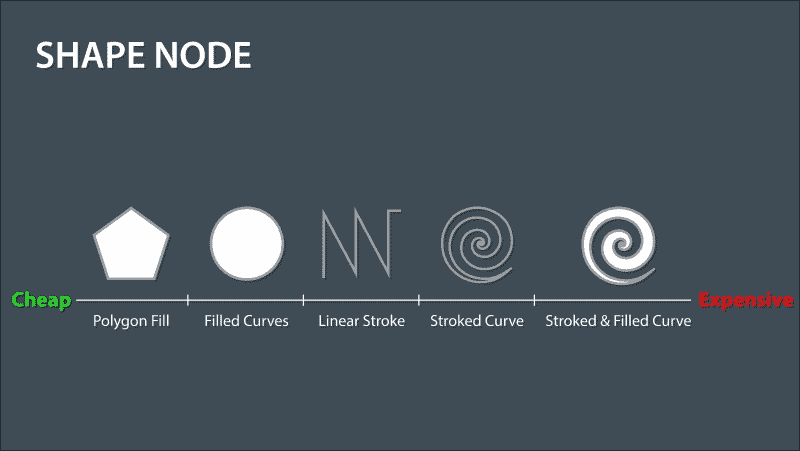 SHAPE NODE
Cheap
Expensive
Polygon Fill
Filled Curves
Linear Stroke
Stroked Curve
Stroked & Filled Curve